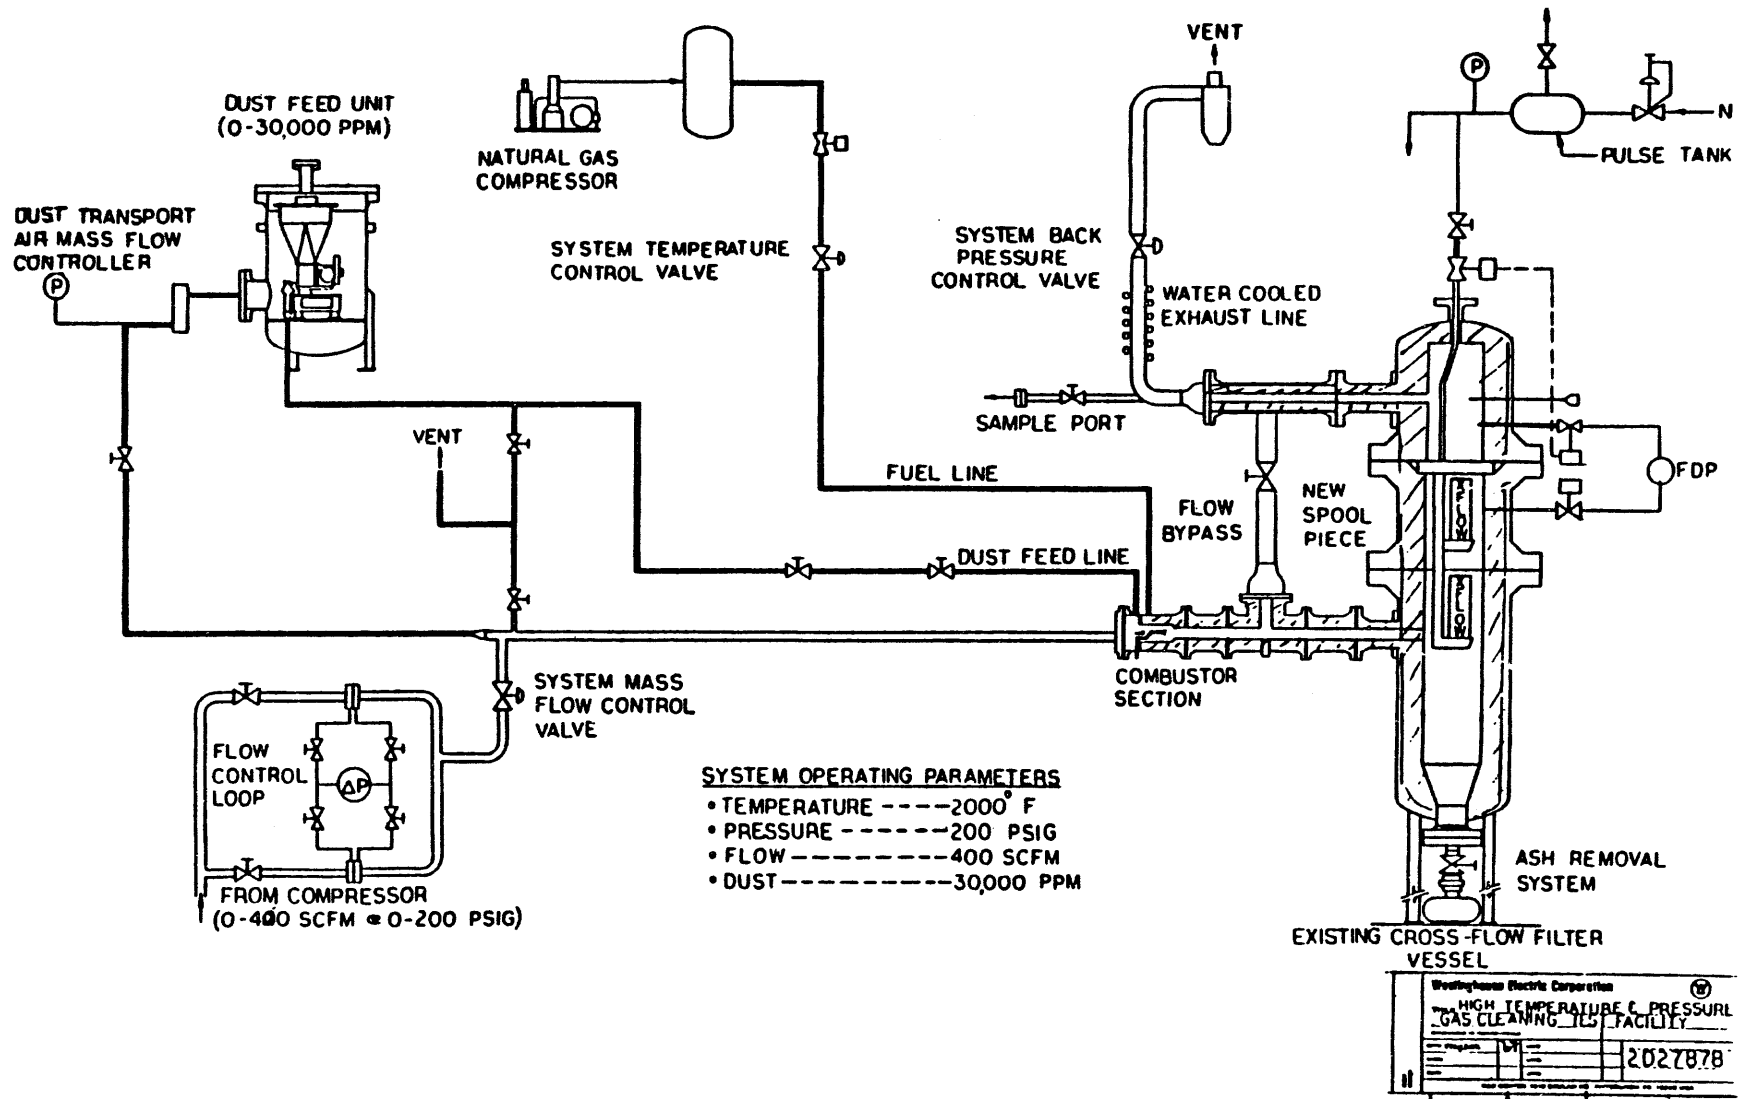 VENT
P
DUST FEED UNIT
(0-30,000 PPM)
N
PULSE TANK
NATURAL GAS
COMPRESSOR
DUST TRANSPORT
AIR MASS FLOW
CONTROLLER
P
SYSTEM TEMPERATURE
CONTROL VALVE
SYSTEM BACK
PRESSURE
CONTROL VALVE
WATER COOLED
EXHAUST LINE
SAMPLE PORT
VENT
FUEL LINE
FDP
FLOW
BYPASS
NEW
SPOOL
PIECE
XFLOW
XFLOW
DUST FEED LINE
COMBUSTOR
SECTION
SYSTEM MASS
FLOW CONTROL
VALVE
FLOW
CONTROL
LOOP
ΔP
SYSTEM OPERATING PARAMETERS
• TEMPERATURE ----2000° F
• PRESSURE ------200 PSIG
• FLOW---------400 SCFM
• DUST----------30,000 PPM
FROM COMPRESSOR
(0-400 SCFM @ 0-200 PSIG)
ASH REMOVAL
SYSTEM
EXISTING CROSS-FLOW FILTER
VESSEL
Westinghouse Electric Corporation
W
HIGH TEMPERATURE & PRESSURE
GAS CLEANING TEST FACILITY
2027878